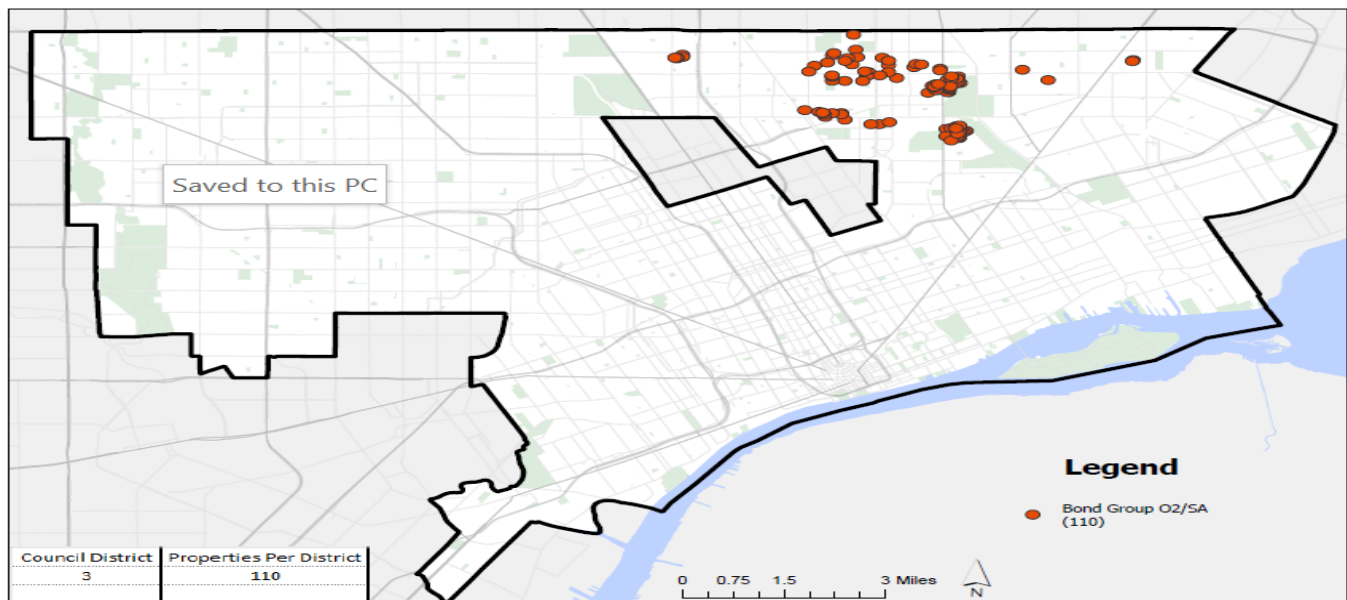 Saved to this PC
Legend
Bond Group O2/SA
(110)
Council District Properties Per District
3 110
0 0.75 1.5 3 Miles
N